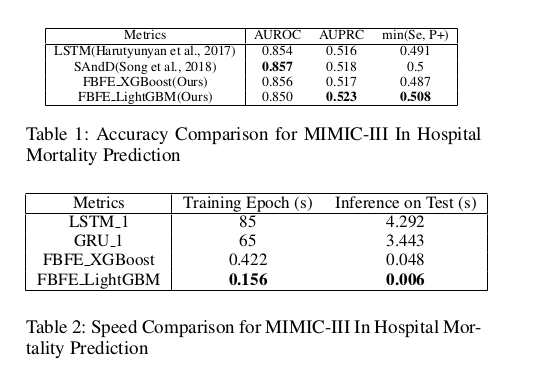 Metrics AUROC AUPRC min(Se, P+)
LSTM(Harutyunyan et al., 2017) 0.854 0.516 0.491
SAndD(Song et al., 2018) 0.857 0.518 0.5
FBFE_XGBoost(Ours) 0.856 0.517 0.487
FBFE_LightGBM(Ours) 0.850 0.523 0.508
Table 1: Accuracy Comparison for MIMIC-III In Hospital
Mortality Prediction
Metrics Training Epoch (s) Inference on Test (s)
LSTM_1 85 4.292
GRU_1 65 3.443
FBFE_XGBoost 0.422 0.048
FBFE_LightGBM 0.156 0.006
Table 2: Speed Comparison for MIMIC-III In Hospital Mor-
tality Prediction